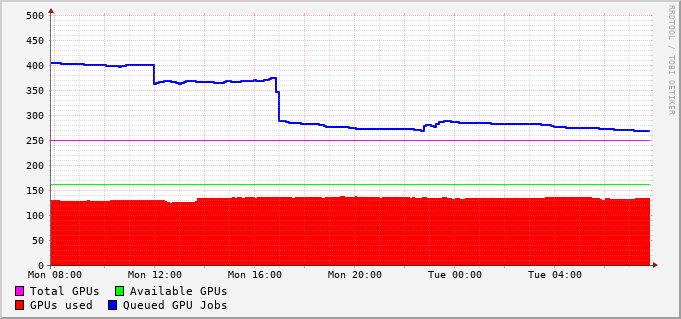 500
450
400
350
300
250
200
150
100
50
0
Mon 08:00 Mon 12:00 Mon 16:00 Mon 20:00 Tue 00:00 Tue 04:00
Total GPUs Available GPUs
GPUs used Queued GPU Jobs
RRDTOOL / TOBI OETIKER